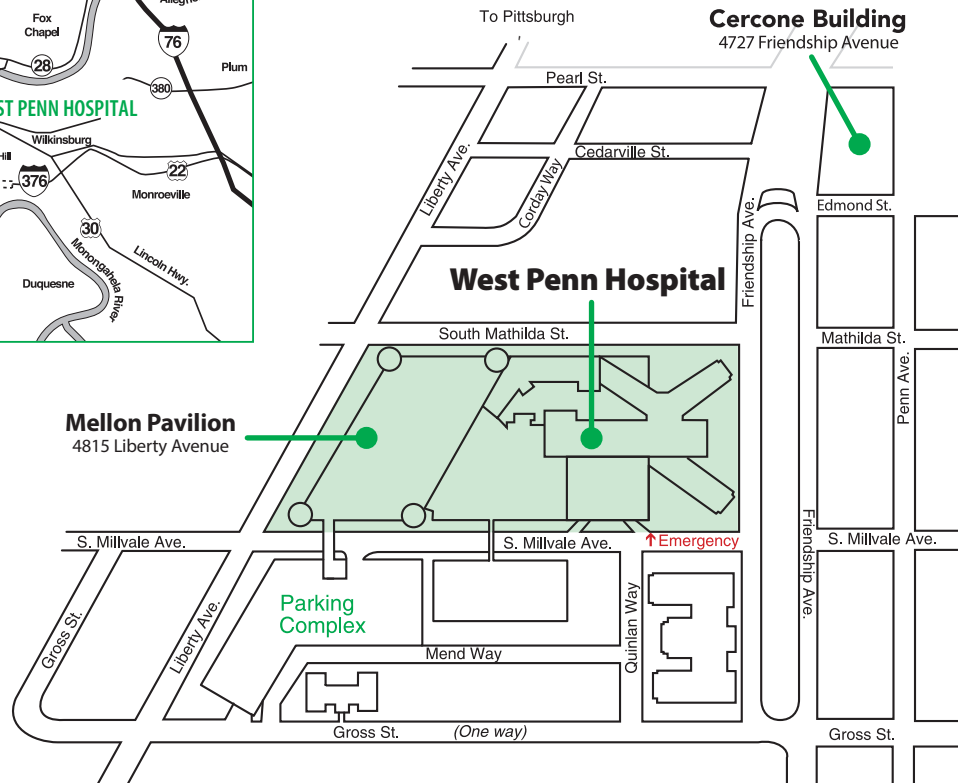 To Pittsburgh
Cercone Building
4727 Friendship Avenue
Fox
Chapel
76
28
Plum
380
ST PENN HOSPITAL
Wilkinsburg
376
22
Monroeville
30
Lincoln Hwy.
Monongahela
River
Duquesne
Pearl St.
Cedarville St.
Liberty Ave.
Corday Way
Edmond St.
Friendship Ave.
West Penn Hospital
South Mathilda St.
Mathilda St.
Penn Ave.
Mellon Pavilion
4815 Liberty Avenue
S. Millvale Ave.
S. Millvale Ave.
Emergency
Friendship Ave.
S. Millvale Ave.
Gross St.
Liberty Ave.
Parking
Complex
Quinlan Way
Mend Way
Gross St.
(One way)
Gross St.